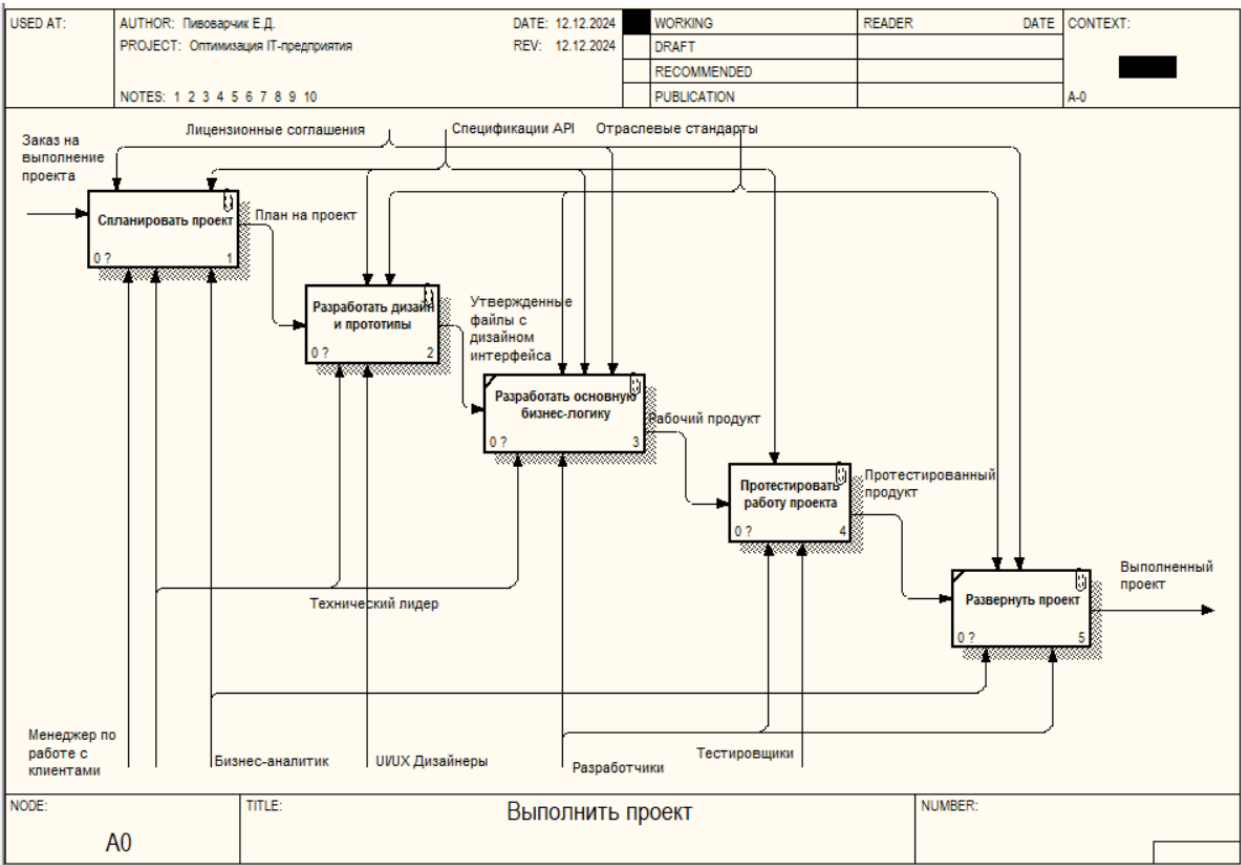 USED AT:
AUTHOR: Пивоварчик Е.Д.
DATE: 12.12.2024
PROJECT: Оптимизация IT-предприятия
REV: 12.12.2024
NOTES: 1 2 3 4 5 6 7 8 9 10
WORKING
DRAFT
RECOMMENDED
PUBLICATION
READER
DATE
CONTEXT:
A-0
Лицензионные соглашения
Спецификации API
Отраслевые стандарты
Заказ на
выполнение
проекта
Спланировать проект
0 ?
1
План на проект
Разработать дизайн
и прототипы
0 ?
2
Утвержденные
файлы с
дизайном
интерфейса
Разработать основную
бизнес-логику
0 ?
3
Рабочий продукт
Протестировать
работу проекта
0 ?
4
Протестированный
продукт
Развернуть проект
0 ?
5
Выполненный
проект
Технический лидер
Менеджер по
работе с
клиентами
Бизнес-аналитик
UI/UX Дизайнеры
Разработчики
Тестировщики
NODE:
A0
TITLE:
Выполнить проект
NUMBER: